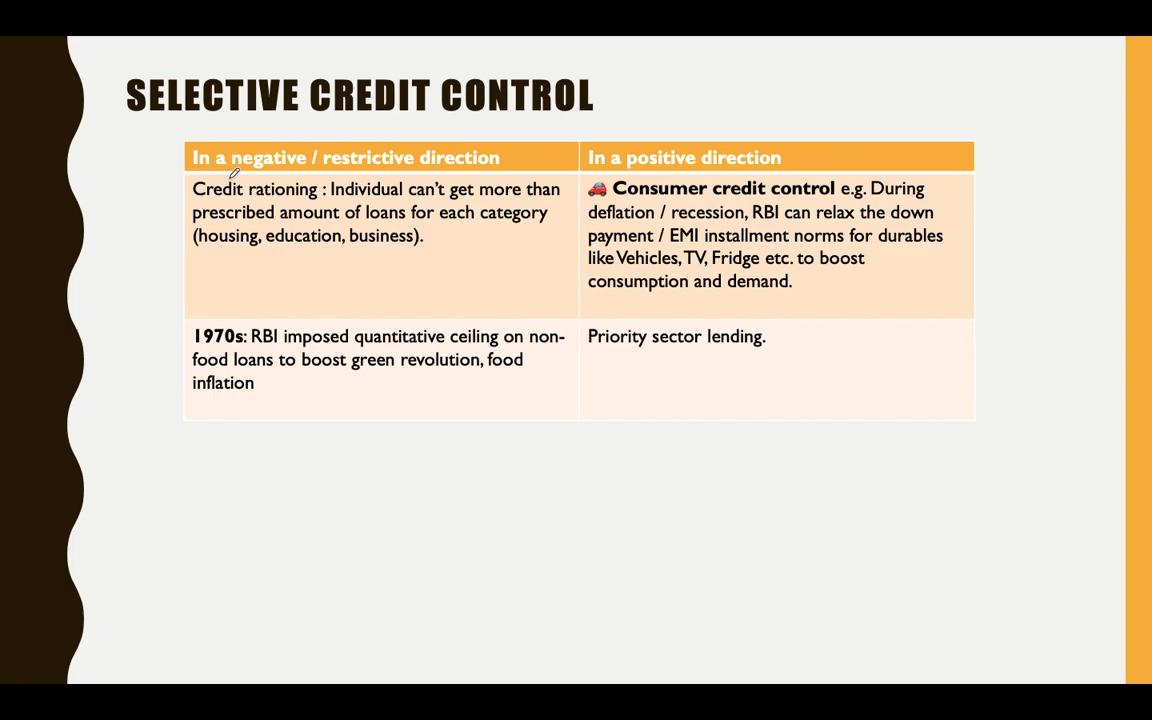 SELECTIVE CREDIT CONTROL
In a negative / restrictive direction
In a positive direction
Credit rationing : Individual can't get more than
prescribed amount of loans for each category
(housing, education, business).
🚗 Consumer credit control e.g. During
deflation / recession, RBI can relax the down
payment / EMI installment norms for durables
like Vehicles, TV, Fridge etc. to boost
consumption and demand.
1970s: RBI imposed quantitative ceiling on non-
food loans to boost green revolution, food
inflation
Priority sector lending.